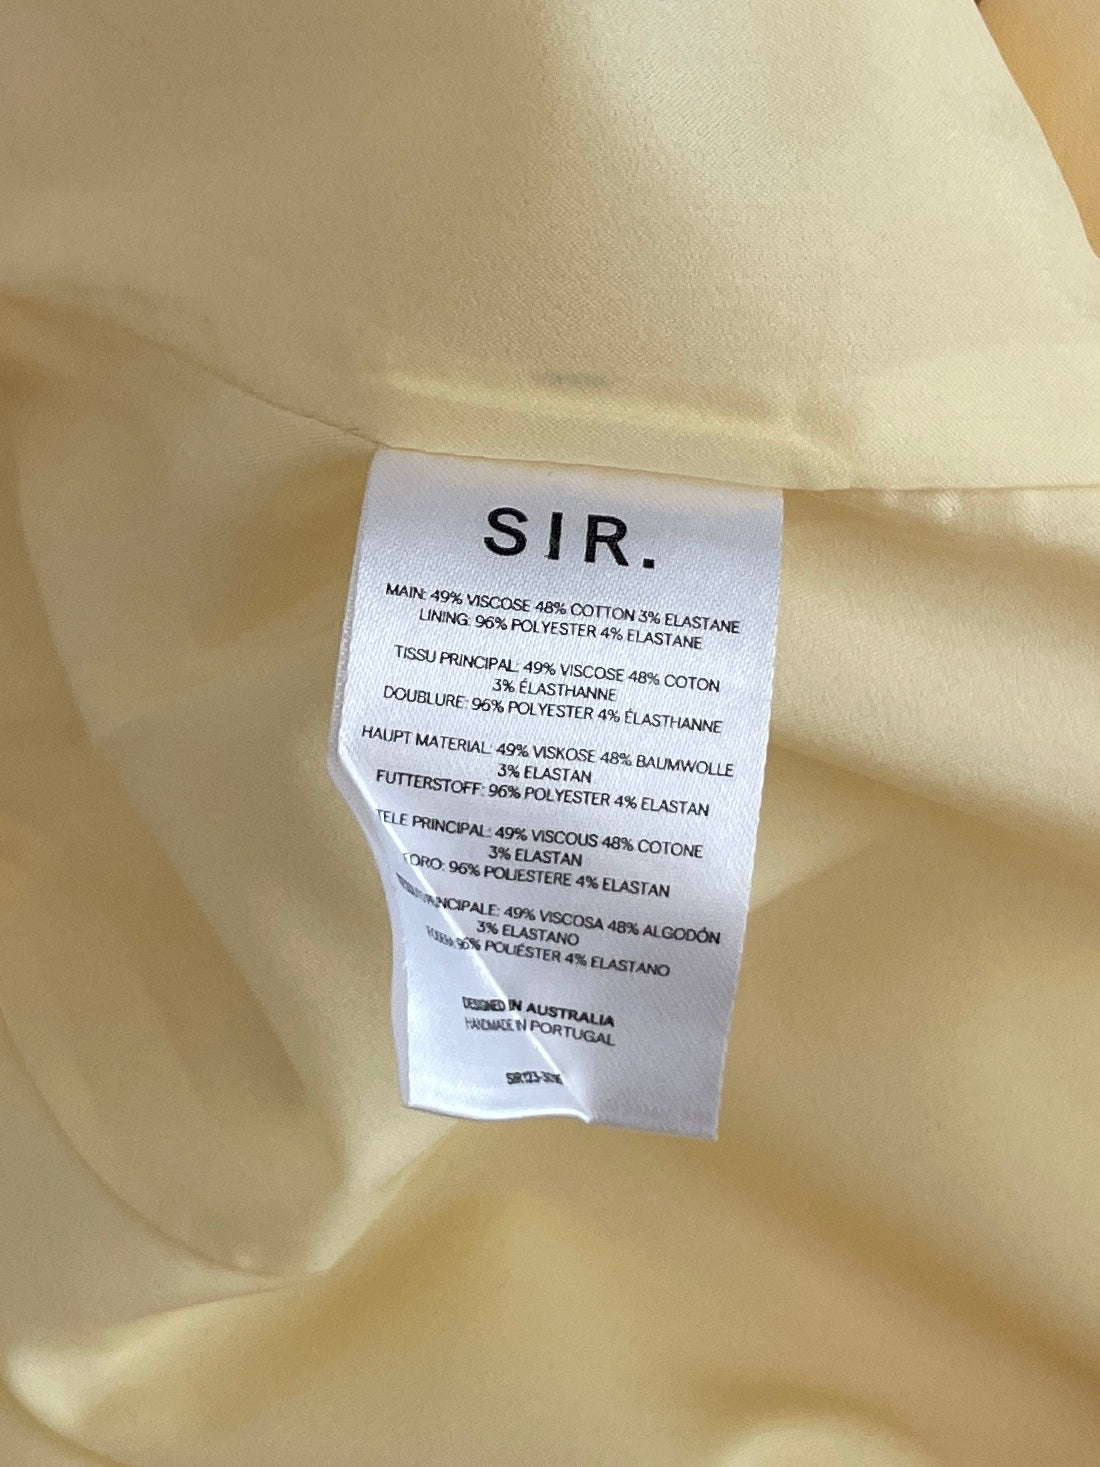 SIR.
MAIN: 49% VISCOSE 48% COTTON 3% ELASTANE
LINING: 96% POLYESTER 4% ELASTANE
TISSU PRINCIPAL: 49% VISCOSE 48% COTON
3% ÉLASTHANNE
DOUBLURE: 96% POLYESTER 4% ÉLASTHANNE
HAUPT MATERIAL: 49% VISKOSE 48% BAUMWOLLE
3% ELASTAN
FUTTERSTOFF: 96% POLYESTER 4% ELASTAN
TELE PRINCIPAL: 49% VISCOUS 48% COTONE
3% ELASTAN
96% POLIESTERE 4% ELASTAN
49% VISCOSA 48% ALGODÓN
3% ELASTANO
96% POLIÉSTER 4% ELASTANO
DESIGNED IN AUSTRALIA
HANDMADE IN PORTUGAL